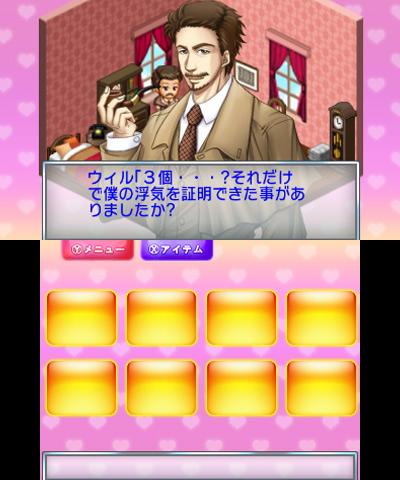 ウィル「３個・・・？それだけ
で僕の浮気を証明できた事があ
りましたか？
Ⓨメニュー
Ⓧアイテム